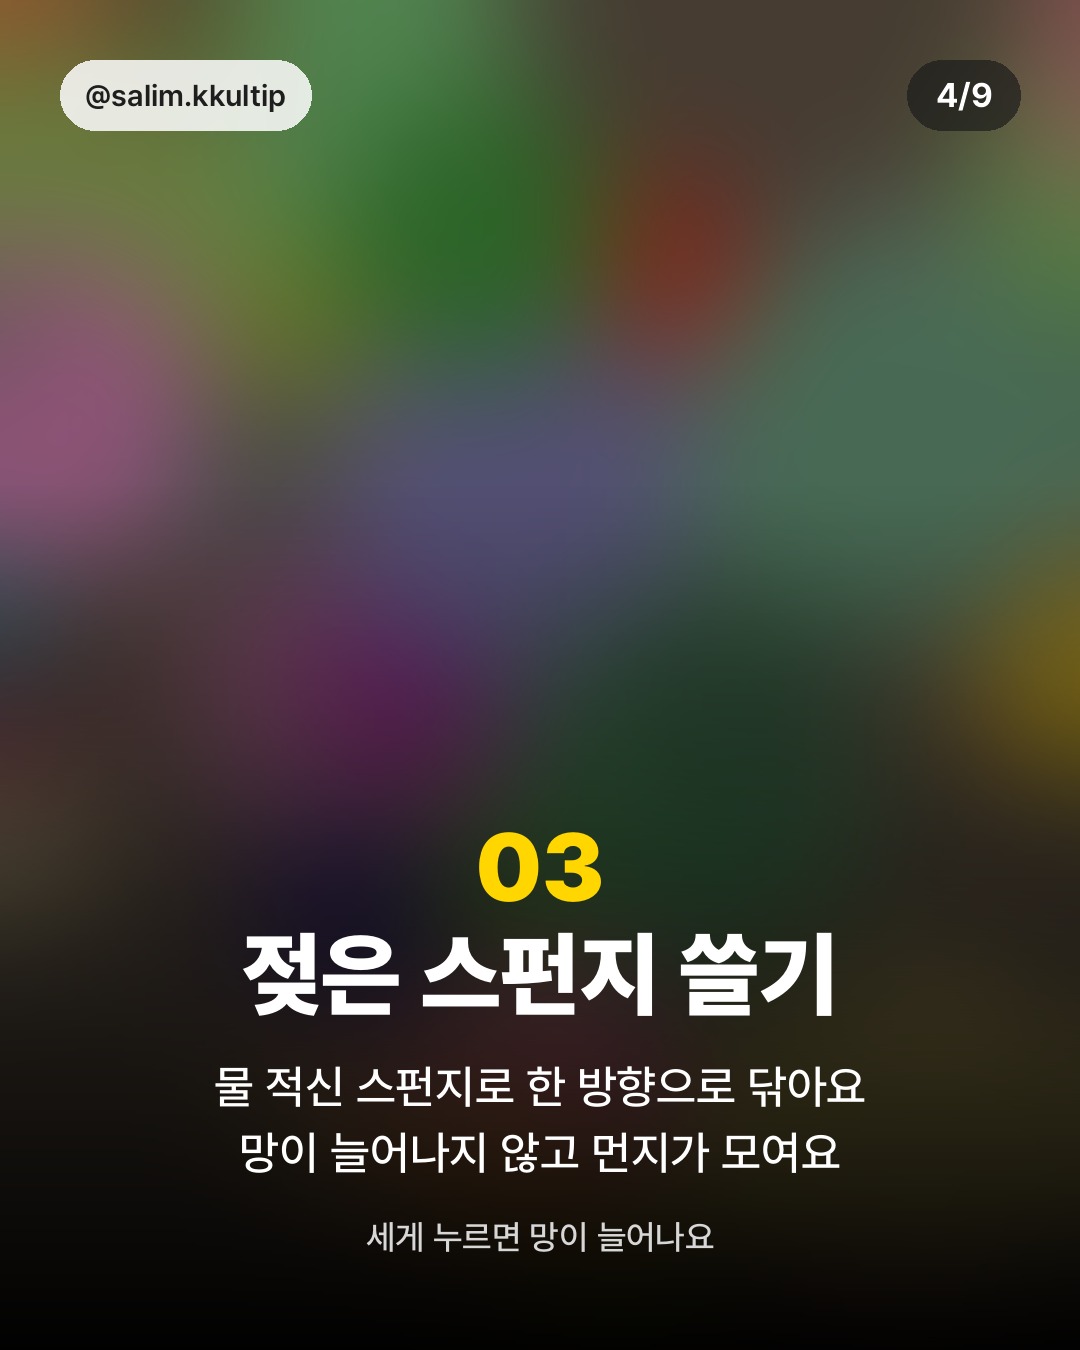 @salim.kkultip
4/9
03
젖은 스펀지 쓸기
물 적신 스펀지로 한 방향으로 닦아요
망이 늘어나지 않고 먼지가 모여요
세게 누르면 망이 늘어나요